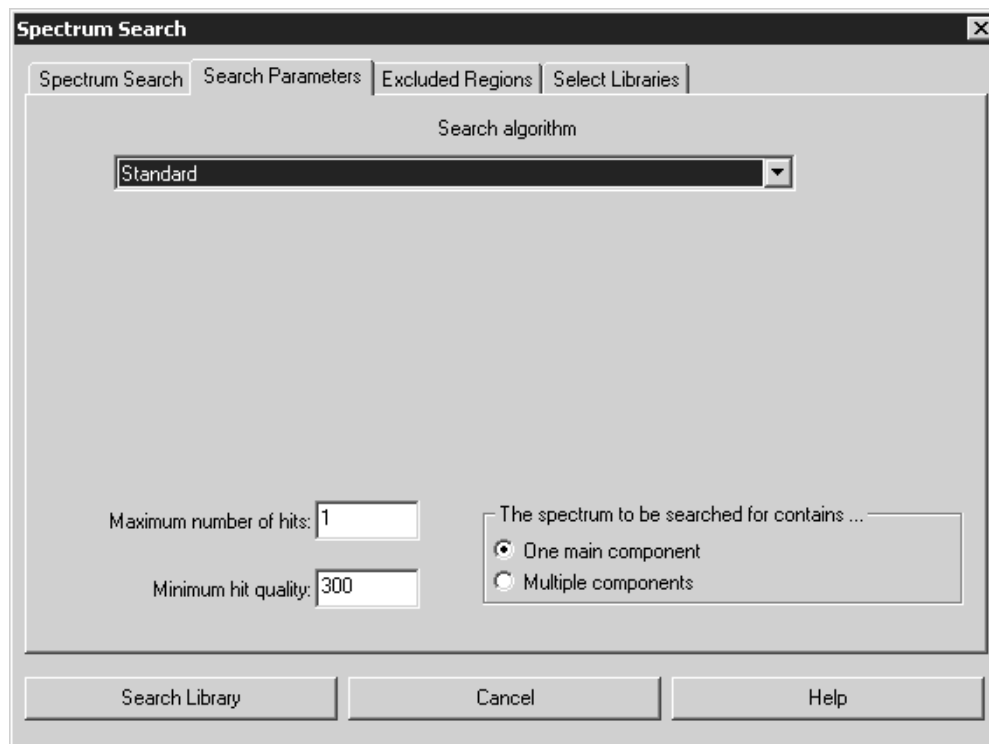 Spectrum Search
Spectrum Search Search Parameters Excluded Regions Select Libraries
Search algorithm
Standard
Maximum number of hits: 1
Minimum hit quality: 300
The spectrum to be searched for contains ...
One main component
Multiple components
Search Library Cancel Help